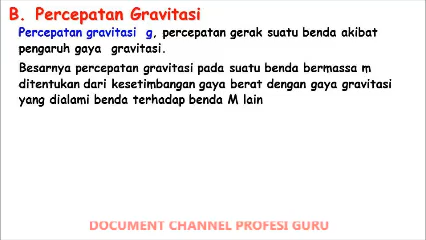 B. Percepatan Gravitasi
Percepatan gravitasi g, percepatan gerak suatu benda akibat
pengaruh gaya gravitasi.
Besarnya percepatan gravitasi pada suatu benda bermassa m
ditentukan dari kesetimbangan gaya berat dengan gaya gravitasi
yang dialami benda terhadap benda M lain
DOCUMENT CHANNEL PROFESI GURU